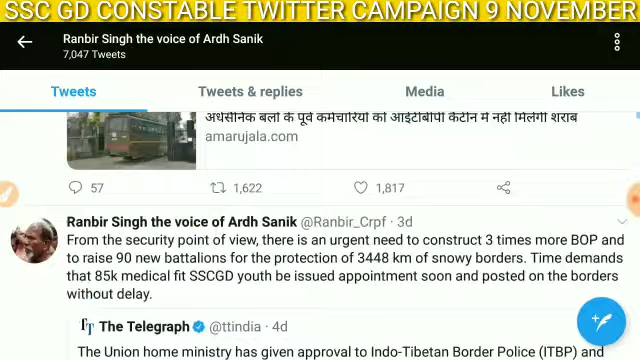 SSC GD CONSTABLE TWITTER CAMPAIGN 9 NOVEMBER
Ranbir Singh the voice of Ardh Sanik
7,047 Tweets
Tweets Tweets & replies Media Likes
अर्धसैनिक बलों के पूर्व कर्मचारियों को आईटीबीपी कैंटीन में नहीं मिलेगी शराब
amarujala.com
57 1,622 1,817
Ranbir Singh the voice of Ardh Sanik @Ranbir_Crpf · 3d
From the security point of view, there is an urgent need to construct 3 times more BOP and
to raise 90 new battalions for the protection of 3448 km of snowy borders. Time demands
that 85k medical fit SSCGD youth be issued appointment soon and posted on the borders
without delay.
The Telegraph @ttindia · 4d
The Union home ministry has given approval to Indo-Tibetan Border Police (ITBP) and